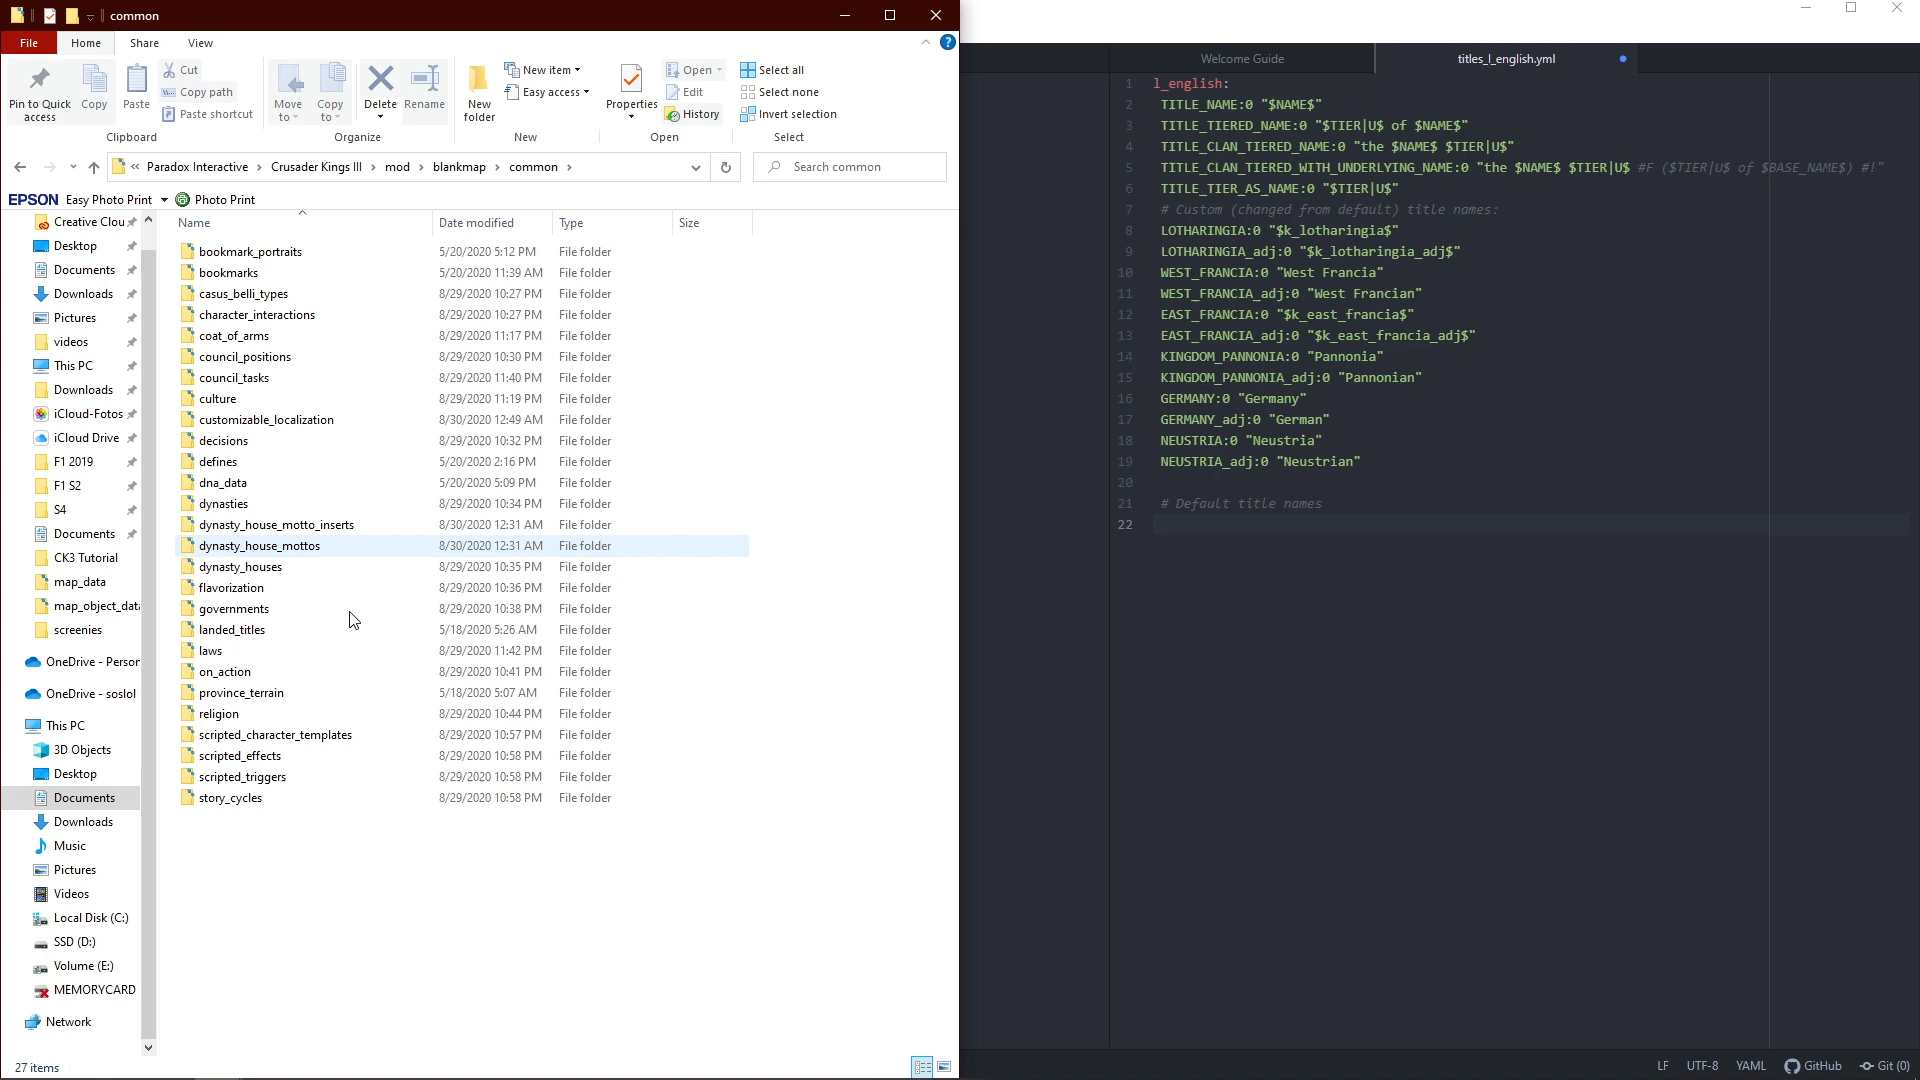 common
File Home Share View
Pin to Quick access
Copy
Paste
Cut
Copy path
Paste shortcut
Move to
Copy to
Delete
Rename
New folder
New item
Easy access
Properties
Open
Edit
History
Select all
Select none
Invert selection
Clipboard Organize New Open Select
« Paradox Interactive › Crusader Kings III › mod › blankmap › common ›
Search common
EPSON Easy Photo Print Photo Print
Creative Clou
Desktop
Documents
Downloads
Pictures
videos
This PC
Downloads
iCloud-Fotos
iCloud Drive
F1 2019
F1 S2
S4
Documents
CK3 Tutorial
map_data
map_object_data
screenies
OneDrive - Person
OneDrive - soslol
This PC
3D Objects
Desktop
Documents
Downloads
Music
Pictures
Videos
Local Disk (C:)
SSD (D:)
Volume (E:)
MEMORYCARD
Network
Name Date modified Type Size
bookmark_portraits 5/20/2020 5:12 PM File folder
bookmarks 5/20/2020 11:39 AM File folder
casus_belli_types 8/29/2020 10:27 PM File folder
character_interactions 8/29/2020 10:27 PM File folder
coat_of_arms 8/29/2020 11:17 PM File folder
council_positions 8/29/2020 10:30 PM File folder
council_tasks 8/29/2020 11:40 PM File folder
culture 8/29/2020 11:19 PM File folder
customizable_localization 8/30/2020 12:49 AM File folder
decisions 8/29/2020 10:32 PM File folder
defines 5/20/2020 2:16 PM File folder
dna_data 5/20/2020 5:09 PM File folder
dynasties 8/29/2020 10:34 PM File folder
dynasty_house_motto_inserts 8/30/2020 12:31 AM File folder
dynasty_house_mottos 8/30/2020 12:31 AM File folder
dynasty_houses 8/29/2020 10:35 PM File folder
flavorization 8/29/2020 10:36 PM File folder
governments 8/29/2020 10:38 PM File folder
landed_titles 5/18/2020 5:26 AM File folder
laws 8/29/2020 11:42 PM File folder
on_action 8/29/2020 10:41 PM File folder
province_terrain 5/18/2020 5:07 AM File folder
religion 8/29/2020 10:44 PM File folder
scripted_character_templates 8/29/2020 10:57 PM File folder
scripted_effects 8/29/2020 10:58 PM File folder
scripted_triggers 8/29/2020 10:58 PM File folder
story_cycles 8/29/2020 10:58 PM File folder
27 items
Welcome Guide titles_l_english.yml
1 l_english:
2 TITLE_NAME:0 "$NAME$"
3 TITLE_TIERED_NAME:0 "$TIER|U$ of $NAME$"
4 TITLE_CLAN_TIERED_NAME:0 "the $NAME$ $TIER|U$"
5 TITLE_CLAN_TIERED_WITH_UNDERLYING_NAME:0 "the $NAME$ $TIER|U$ #F ($TIER|U$ of $BASE_NAME$) #!"
6 TITLE_TIER_AS_NAME:0 "$TIER|U$"
7 # Custom (changed from default) title names:
8 LOTHARINGIA:0 "$k_lotharingia$"
9 LOTHARINGIA_adj:0 "$k_lotharingia_adj$"
10 WEST_FRANCIA:0 "West Francia"
11 WEST_FRANCIA_adj:0 "West Francian"
12 EAST_FRANCIA:0 "$k_east_francia$"
13 EAST_FRANCIA_adj:0 "$k_east_francia_adj$"
14 KINGDOM_PANNONIA:0 "Pannonia"
15 KINGDOM_PANNONIA_adj:0 "Pannonian"
16 GERMANY:0 "Germany"
17 GERMANY_adj:0 "German"
18 NEUSTRIA:0 "Neustria"
19 NEUSTRIA_adj:0 "Neustrian"
20
21 # Default title names
22
LF UTF-8 YAML GitHub Git (0)